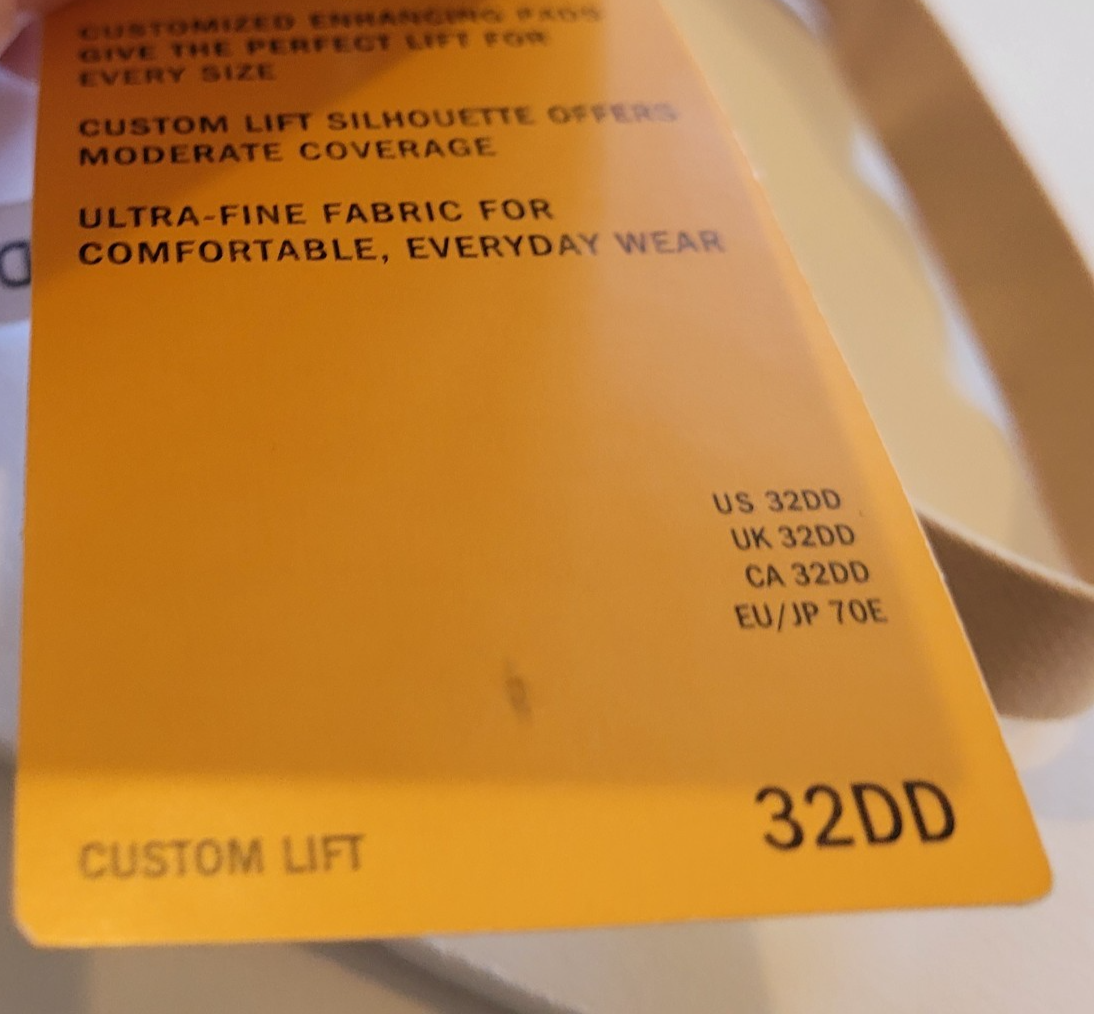 CUSTOMIZED ENHANCING PADS
GIVE THE PERFECT LIFT FOR
EVERY SIZE
CUSTOM LIFT SILHOUETTE OFFERS
MODERATE COVERAGE
ULTRA-FINE FABRIC FOR
COMFORTABLE, EVERYDAY WEAR
US 32DD
UK 32DD
CA 32DD
EU/JP 70E
32DD
CUSTOM LIFT